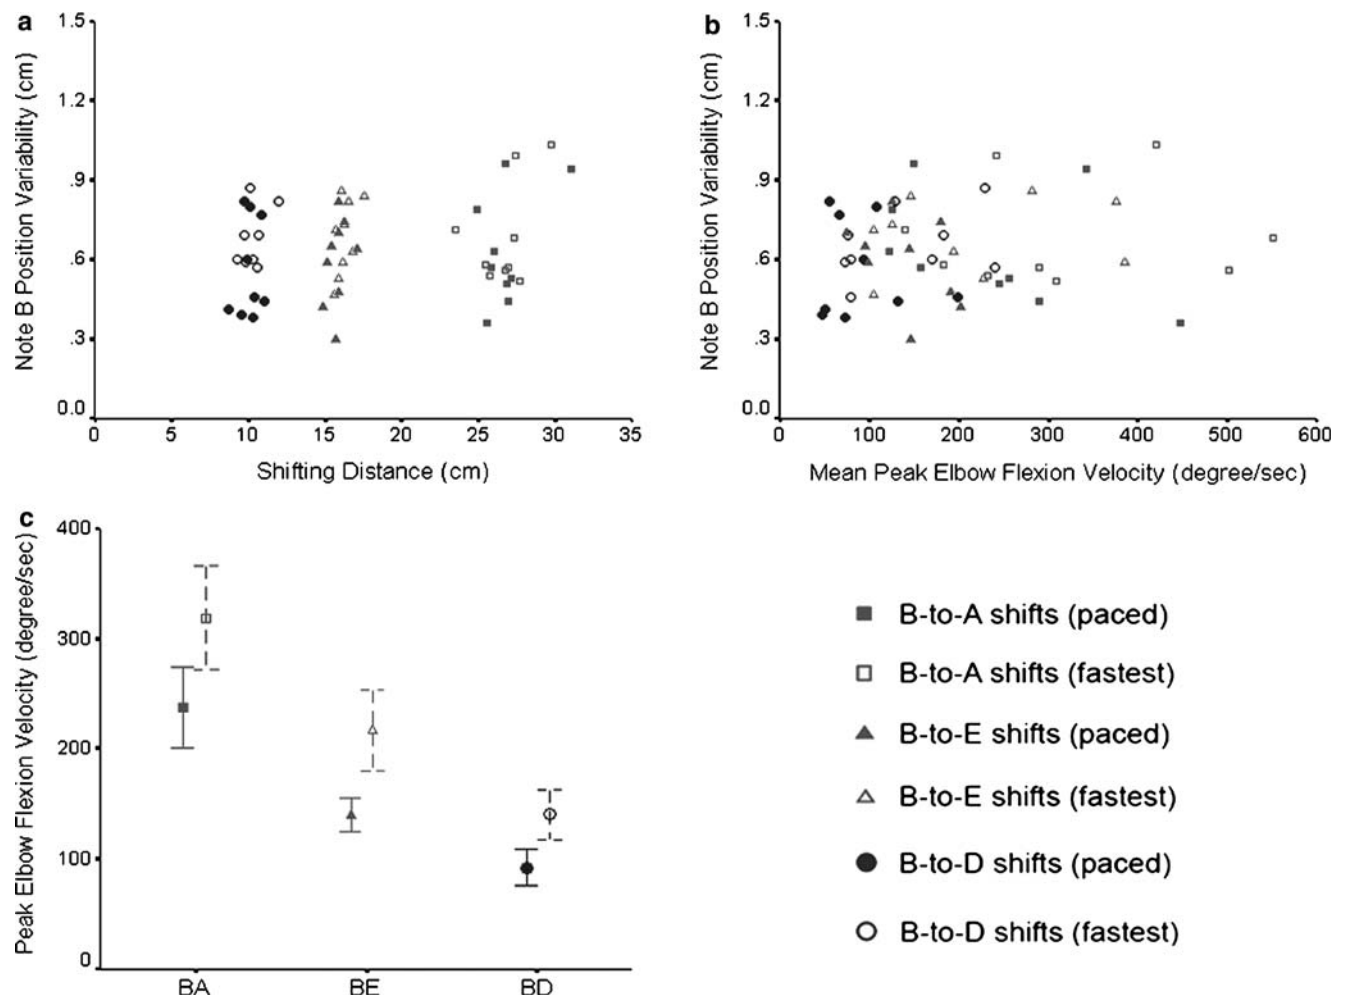 a
Note B Position Variability (cm)
1.5
1.2
.9
.6
.3
0.0
0 5 10 15 20 25 30 35
Shifting Distance (cm)
b
Note B Position Variability (cm)
1.5
1.2
.9
.6
.3
0.0
0 100 200 300 400 500 600
Mean Peak Elbow Flexion Velocity (degree/sec)
c
Peak Elbow Flexion Velocity (degree/sec)
400
300
200
100
0
BA BE BD
B-to-A shifts (paced)
B-to-A shifts (fastest)
B-to-E shifts (paced)
B-to-E shifts (fastest)
B-to-D shifts (paced)
B-to-D shifts (fastest)